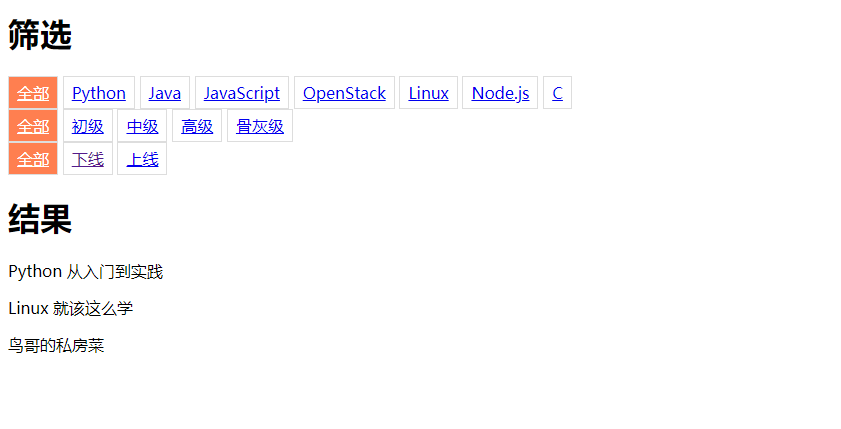 筛选
全部 Python Java JavaScript OpenStack Linux Node.js C
全部 初级 中级 高级 骨灰级
全部 下线 上线
结果
Python 从入门到实践
Linux 就该这么学
鸟哥的私房菜